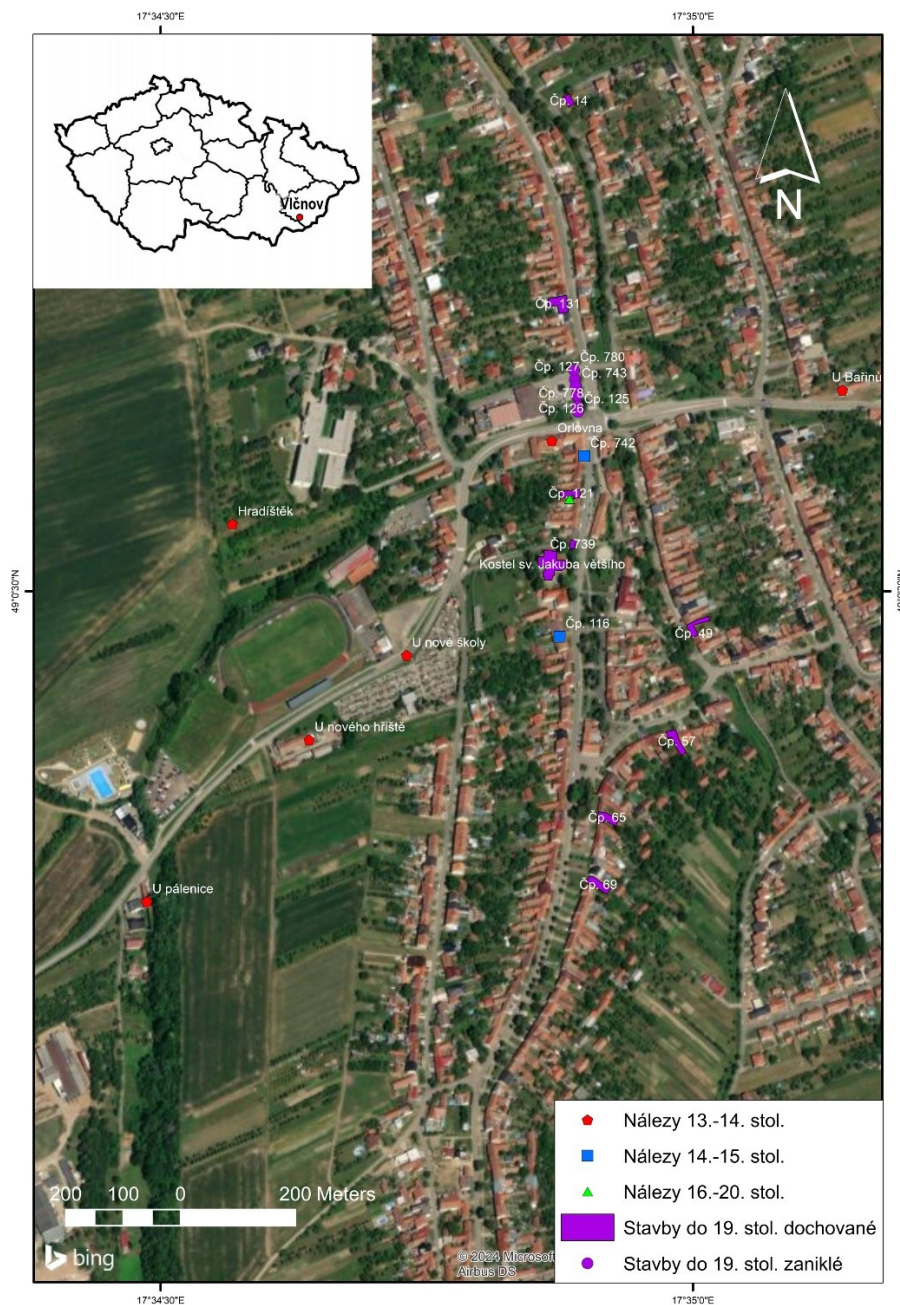 17°34'30"E
17°35'0"E
Vlčnov
Čp. 14
N
Čp. 131
Čp. 780
Čp. 127
Čp. 743
U Bařinů
Čp. 778
Čp. 125
Čp. 126
Orlovna
Čp. 742
Čp. 121
Hradíštěk
Čp. 739
Kostel sv. Jakuba většího
49°0'30"N
Čp. 116
Čp. 49
U nové školy
U nového hřiště
Čp. 57
Čp. 65
Čp. 69
U pálenice
Nálezy 13.-14. stol.
Nálezy 14.-15. stol.
Nálezy 16.-20. stol.
Stavby do 19. stol. dochované
Stavby do 19. stol. zaniklé
200 100 0 200 Meters
bing
© 2024 Microsof
Airbus DS
17°34'30"E
17°35'0"E